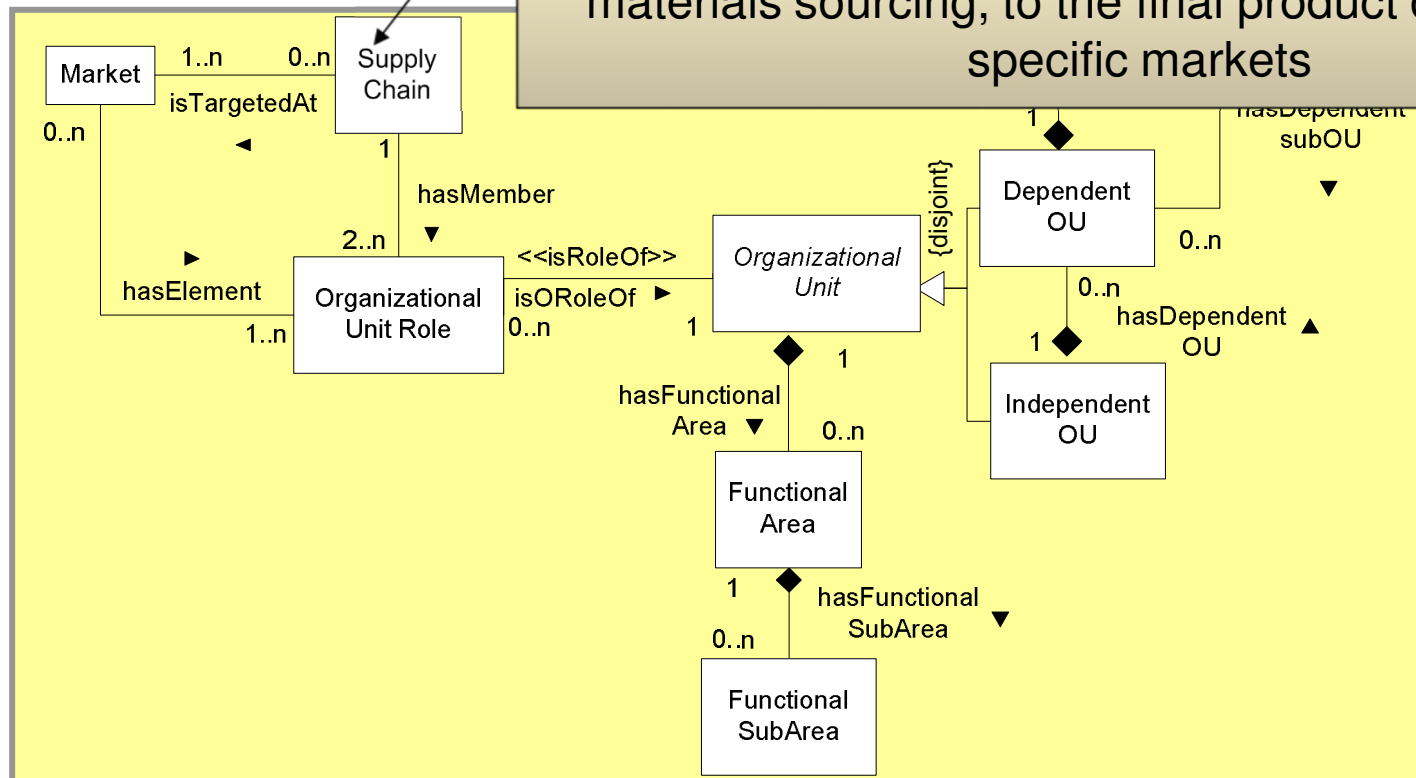 materials sourcing, to the final product
specific markets
Market
1..n
0..n
Supply
Chain
isTargetedAt
0..n
1
hasMember
2..n
hasElement
1..n
Organizational
Unit Role
<<isRoleOf>>
isORoleOf
0..n
1
Organizational
Unit
{disjoint}
1
hasDependent
subOU
Dependent
OU
0..n
0..n
hasDependent
OU
1
Independent
OU
1
hasFunctional
Area
0..n
Functional
Area
1
hasFunctional
SubArea
0..n
Functional
SubArea